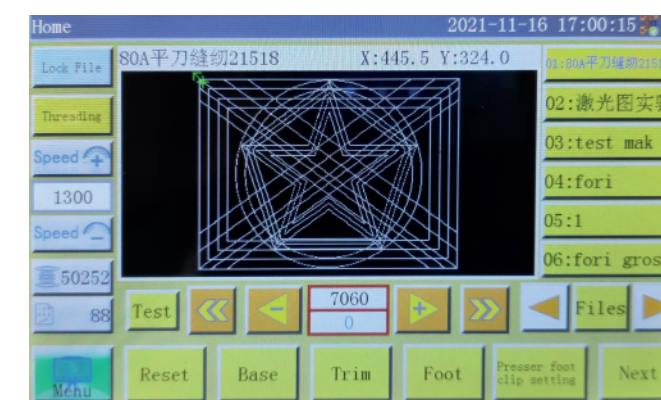 Home 2021-11-16 17:00:15
Lock File
80A平刀缝纫21518 X:445.5 Y:324.0
01:80A平刀缝纫2151
Threading
02:激光图实
Speed
03:test mak
1300
04:fori
Speed
05:1
50252
06:fori gros
88
Test
7060
0
Files
Menu
Reset
Base
Trim
Foot
Presser foot
clip setting
Next